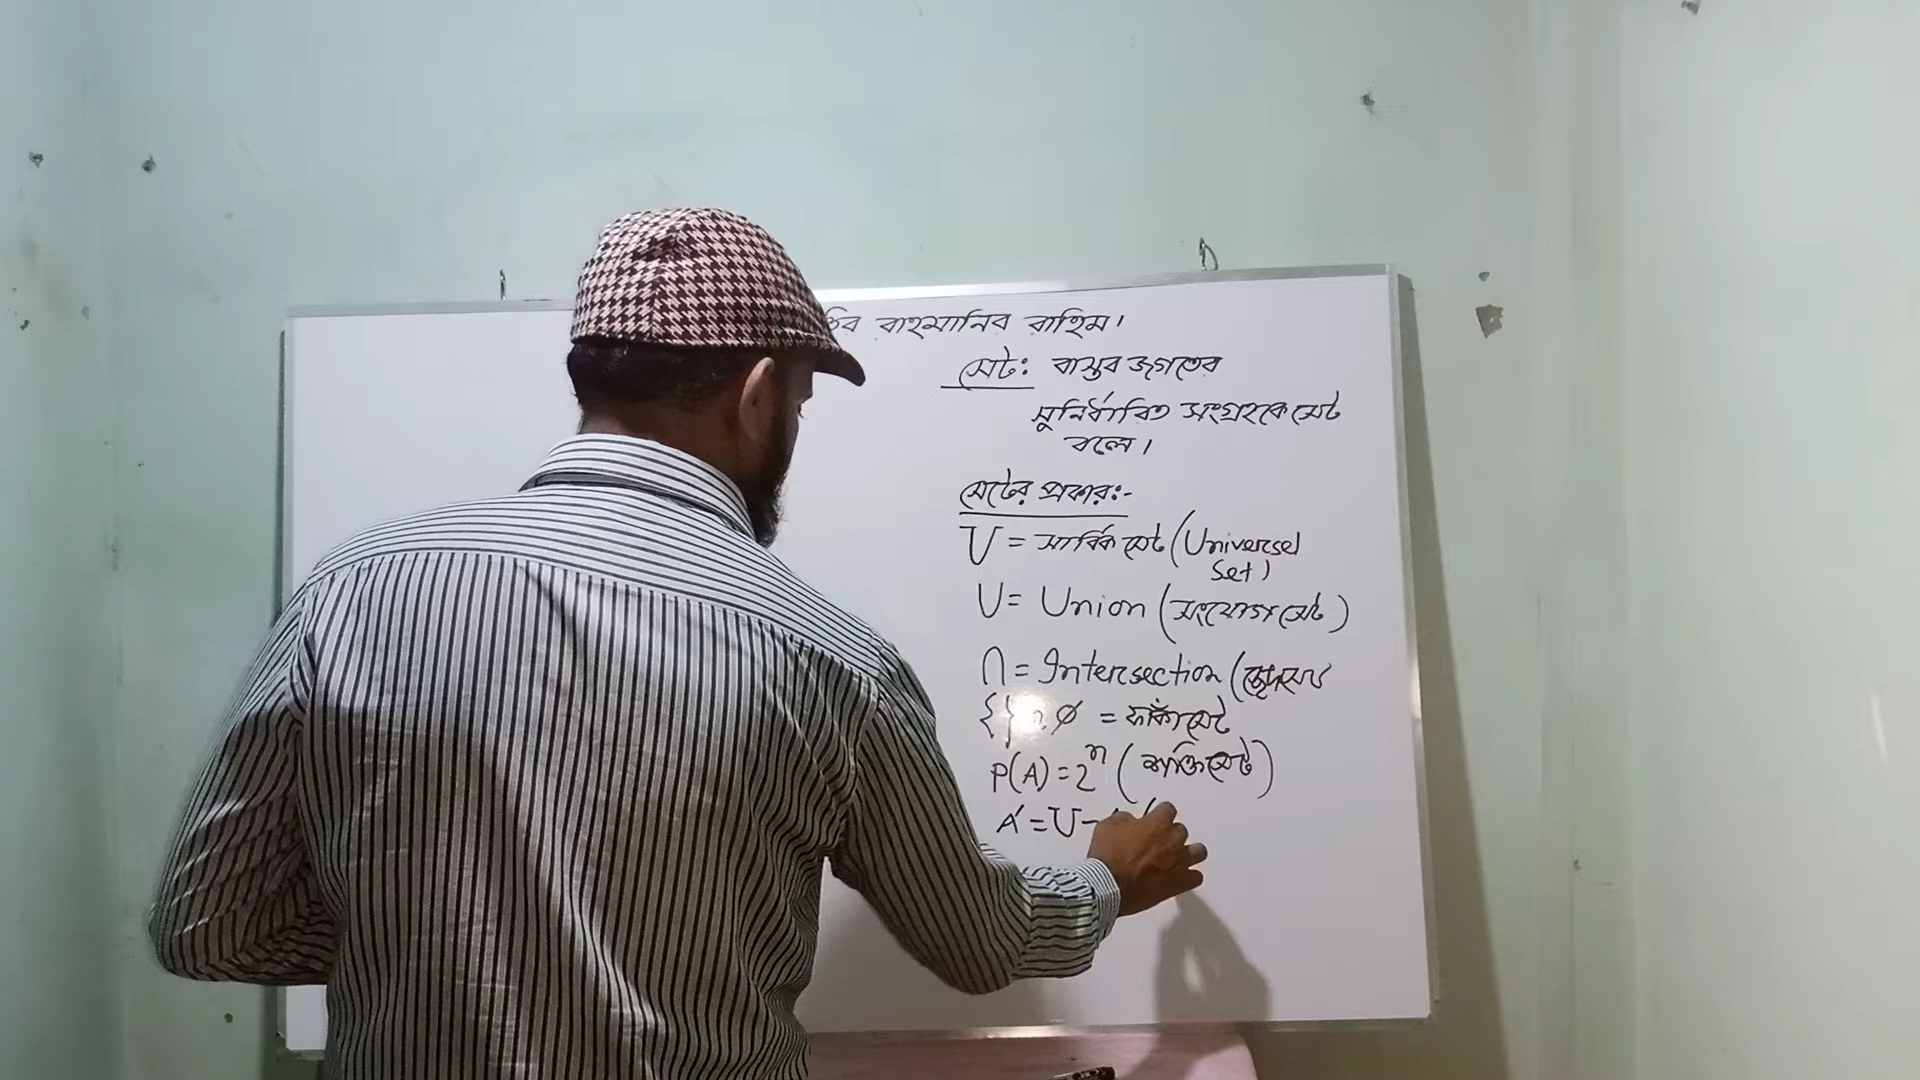 রাহমানির রাহিম।
সেট: বাস্তব জগতের
সুনির্ধারিত সংগ্রহকে সেট
বলে।
সেটের প্রকার:-
U = সার্বিক সেট (Universel
Set)
U = Union (সংযোগ সেট)
∩ = Intersection (
{ } ∅ = ফাঁকা সেট
P(A) = 2ⁿ (শক্তি সেট)
A′ = U -